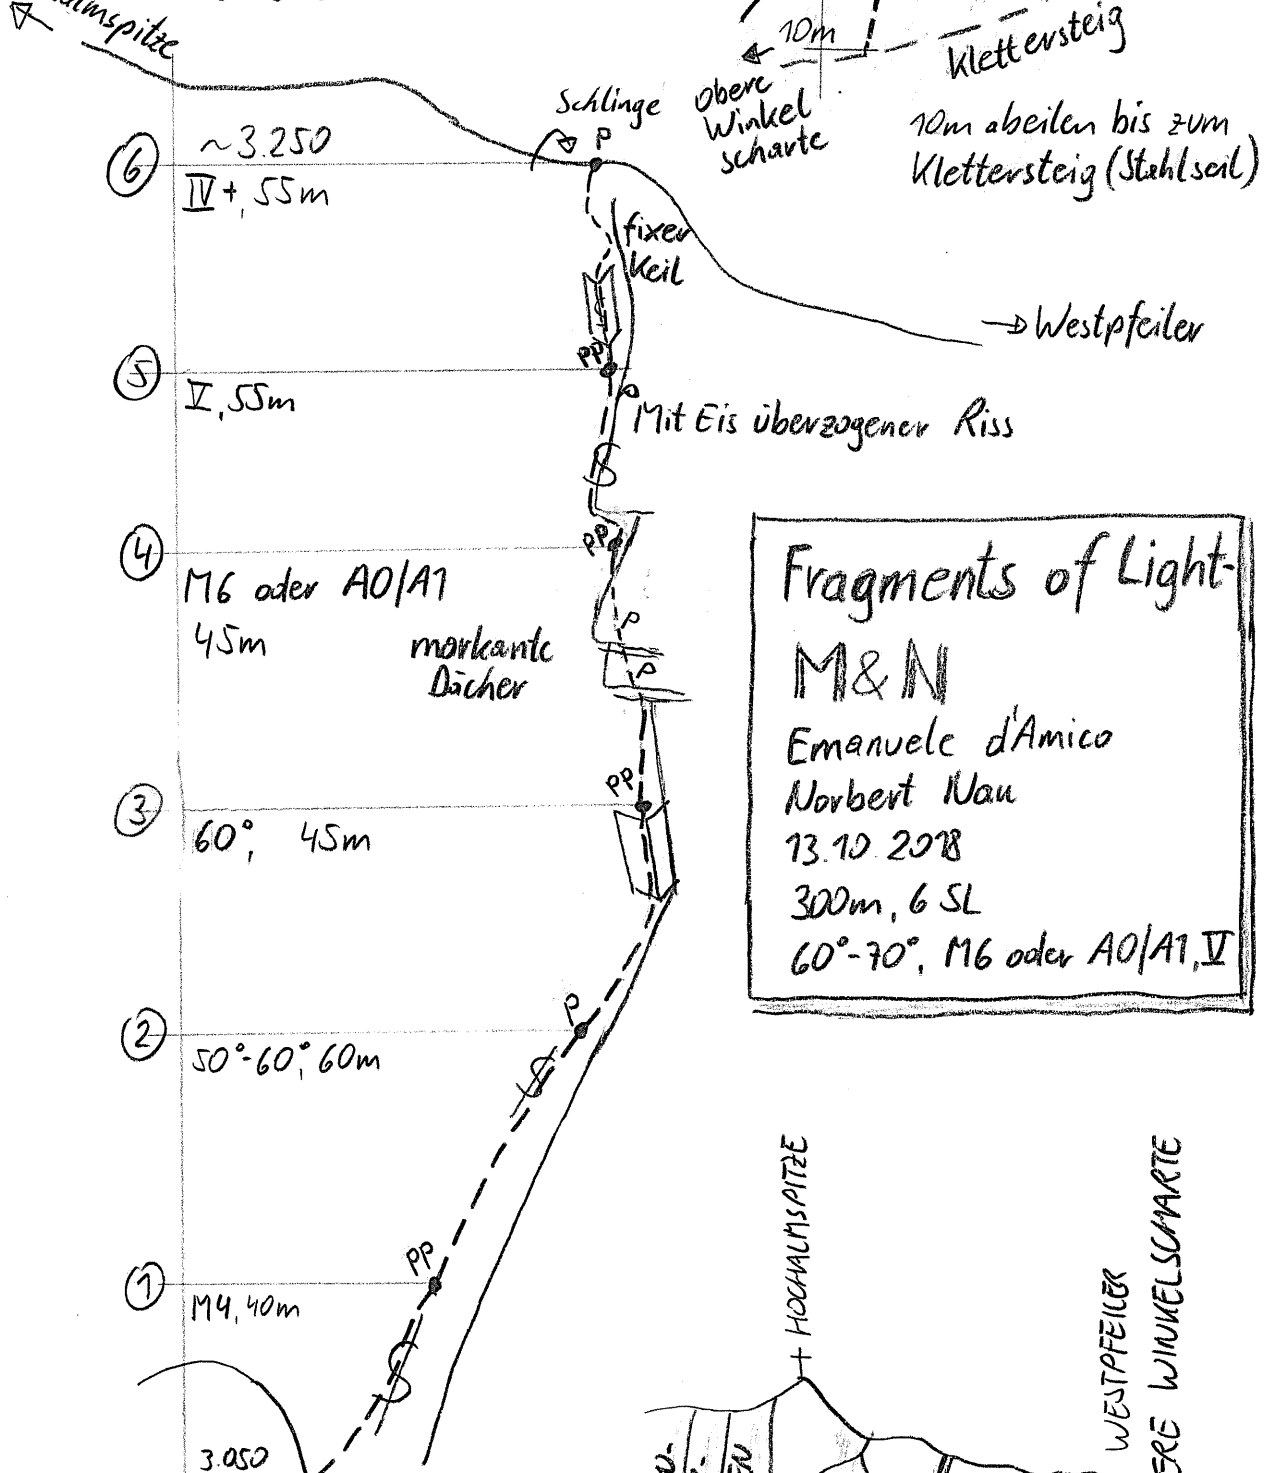 10m
Klettersteig
obere
Winkel
scharte
10m abeilen bis zum
Klettersteig (Stahlseil)
Schlinge
P
6
~3.250
IV+, 55m
fixer
Keil
Westpfeiler
PP
5
V, 55m
Mit Eis überzogener Riss
PP
4
M6 oder A0/A1
45m
markante
Dächer
P
P
PP
3
60°, 45m
P
2
50°-60°, 60m
PP
1
M4, 40m
3.050
Fragments of Light-
M&N
Emanuele d'Amico
Norbert Nau
13.10.2018
300m, 6 SL
60°-70°, M6 oder A0/A1, V
+ HOCHALMSPITZE
WESTPFEILER
WINKELSCHARTE